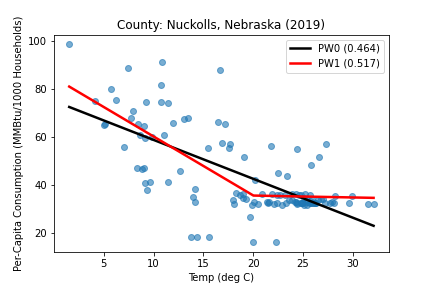 County: Nuckolls, Nebraska (2019)
PW0 (0.464)
PW1 (0.517)
Per-Capita Consumption (MMBtu/1000 Households)
100
80
60
40
20
5
10
15
20
25
30
Temp (deg C)